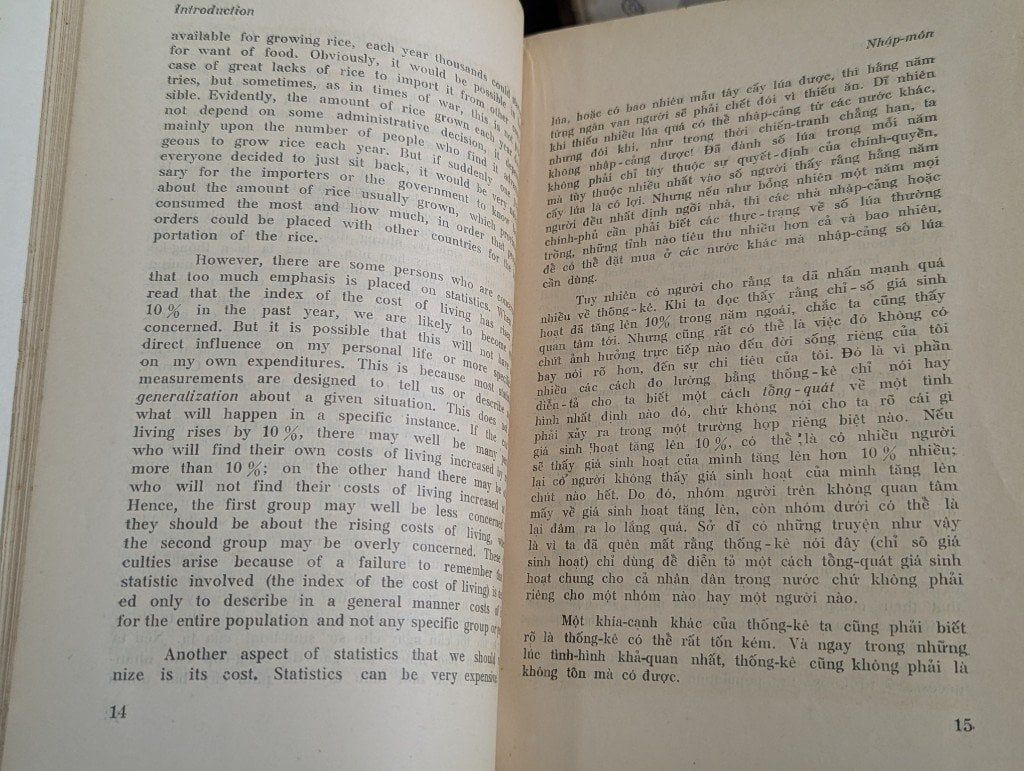 Introduction
available for growing rice, each year thousands could
for want of food. Obviously, it would be possible
case of great lacks of rice to import it from other
tries, but sometimes, as in times of war, this is
sible. Evidently, the amount of rice grown each year
not depend on some administrative decision, it
mainly upon the number of people who find it
geous to grow rice each year. But if suddenly one
everyone decided to just sit back, it would be very
sary for the importers or the government to know
about the amount of rice usually grown, which
consumed the most and how much, in order that
orders could be placed with other countries for the
portation of the rice.
However, there are some persons who are
that too much emphasis is placed on statistics. When
read that the index of the cost of living has
10 % in the past year, we are likely to become
concerned. But it is possible that this will not have
direct influence on my personal life or more
on my own expenditures. This is because most
measurements are designed to tell us or describe
generalization about a given situation. This does
what will happen in a specific instance. If the
living rises by 10 %, there may well be many
who will find their own costs of living increased by
more than 10 %; on the other hand there may be
who will not find their costs of living increased
Hence, the first group may well be less concerned
they should be about the rising costs of living,
the second group may be overly concerned. These
culties arise because of a failure to remember
statistic involved (the index of the cost of living) is
ed only to describe in a general manner costs of
for the entire population and not any specific group or
Another aspect of statistics that we should
nize is its cost. Statistics can be very expensive
14
Nhập-môn
lúa, hoặc có bao nhiêu mẫu tây cấy lúa được, thì hằng năm
từng ngàn vạn người sẽ phải chết đói vì thiếu ăn. Dĩ nhiên
khi thiếu nhiều lúa quá có thể nhập-cảng từ các nước khác,
nhưng đôi khi, như trong thời chiến-tranh chẳng hạn, ta
không nhập-cảng được! Đã đành số lúa trong mỗi năm
không phải chỉ tùy thuộc sự quyết-định của chính-quyền,
mà tùy thuộc nhiều nhất vào số người thấy rằng hằng năm
cấy lúa là có lợi. Nhưng nếu như bỗng nhiên một năm mọi
người đều nhất định ngồi nhà, thì các nhà nhập-cảng hoặc
chính-phủ cần phải biết các thực-trạng về số lúa thường
trồng, những tỉnh nào tiêu thụ nhiều hơn cả và bao nhiêu,
để có thể đặt mua ở các nước khác mà nhập-cảng số lúa
cần dùng.
Tuy nhiên có người cho rằng ta đã nhấn mạnh quá
nhiều về thống-kê. Khi ta đọc thấy rằng chỉ-số giá sinh
hoạt đã tăng lên 10% trong năm ngoái, chắc ta cũng thấy
quan tâm tới. Nhưng cũng rất có thể là việc đó không có
chút ảnh hưởng trực tiếp nào đến đời sống riêng của tôi
hay nói rõ hơn, đến sự chi tiêu của tôi. Đó là vì phần
nhiều các cách đo lường bằng thống-kê chỉ nói hay
diễn-tả cho ta biết một cách tổng-quát về một tình
hình nhất định nào đó, chứ không nói cho ta rõ cái gì
phải xảy ra trong một trường hợp riêng biệt nào. Nếu
giá sinh hoạt tăng lên 10 %, có thể là có nhiều người
sẽ thấy giá sinh hoạt của mình tăng lên hơn 10 % nhiều;
lại có người không thấy giá sinh hoạt của mình tăng lên
chút nào hết. Do đó, nhóm người trên không quan tâm
mấy về giá sinh hoạt tăng lên, còn nhóm dưới có thể là
lại đâm ra lo lắng quá. Sở dĩ có những truyện như vậy
là vì ta đã quên mất rằng thống-kê nói đây (chỉ số giá
sinh hoạt) chỉ dùng để diễn tả một cách tổng-quát giá sinh
hoạt chung cho cả nhân dân trong nước chứ không phải
riêng cho một nhóm nào hay một người nào.
Một khía-cạnh khác của thống-kê ta cũng phải biết
rõ là thống-kê có thể rất tốn kém. Và ngay trong những
lúc tình-hình khả-quan nhất, thống-kê cũng không phải là
không tốn mà có được.
15